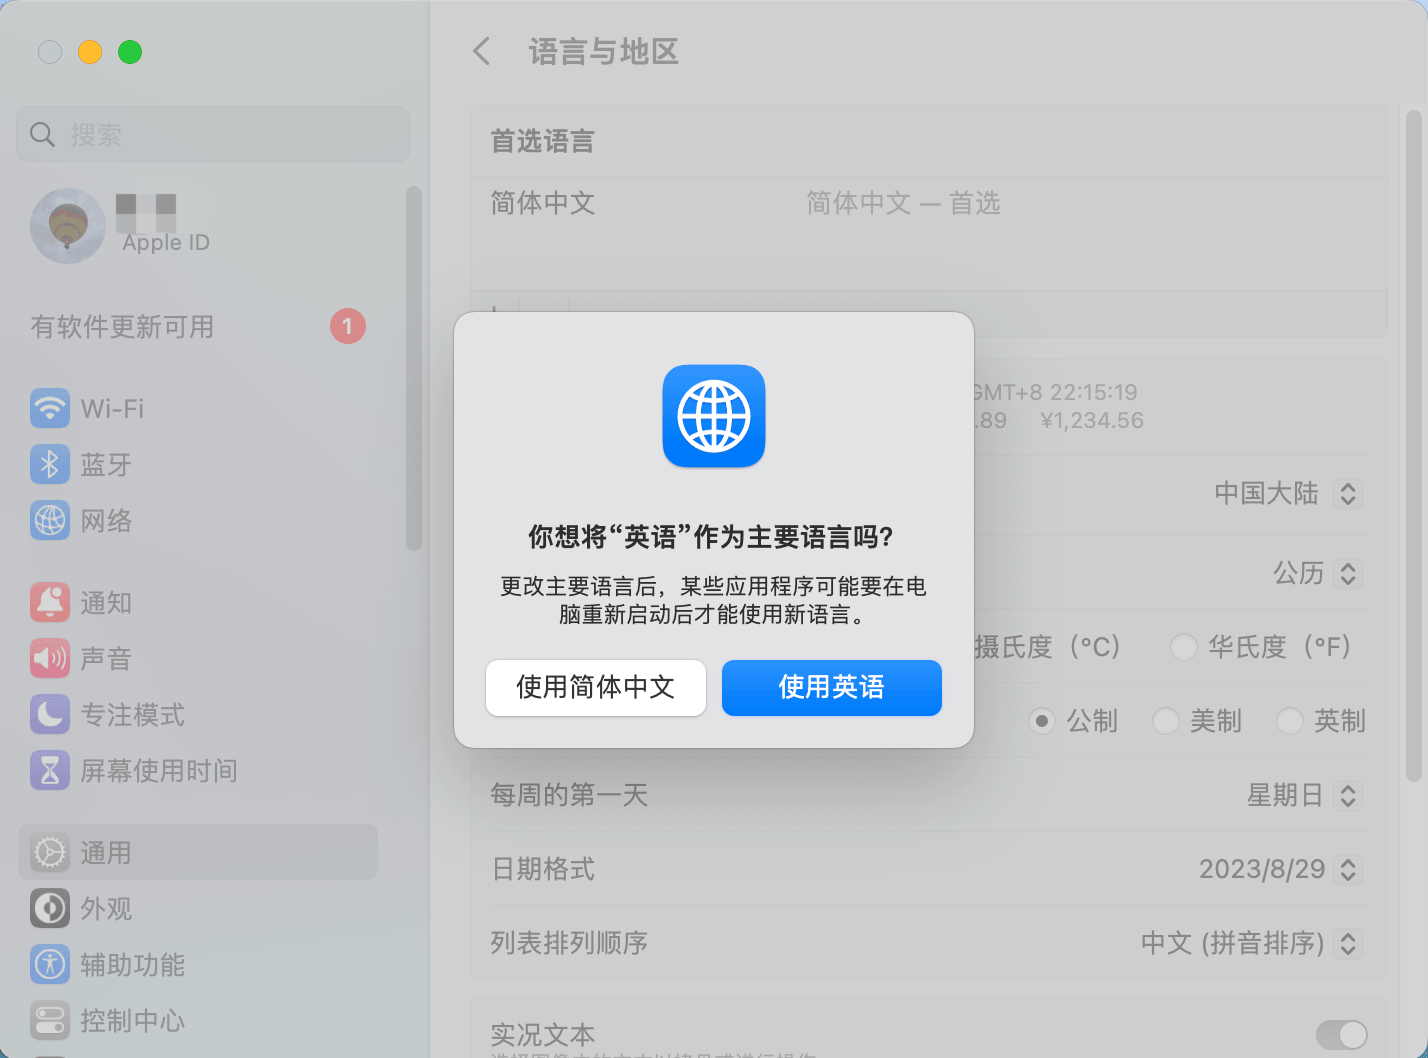 语言与地区
搜索
Apple ID
有软件更新可用
1
Wi-Fi
蓝牙
网络
通知
声音
专注模式
屏幕使用时间
通用
外观
辅助功能
控制中心
首选语言
简体中文
简体中文 — 首选
GMT+8 22:15:19
.89 ¥1,234.56
中国大陆
公历
摄氏度（°C） 华氏度（°F）
公制 美制 英制
每周的第一天 星期日
日期格式 2023/8/29
列表排列顺序 中文 (拼音排序)
实况文本
你想将“英语”作为主要语言吗?
更改主要语言后，某些应用程序可能要在电
脑重新启动后才能使用新语言。
使用简体中文 使用英语